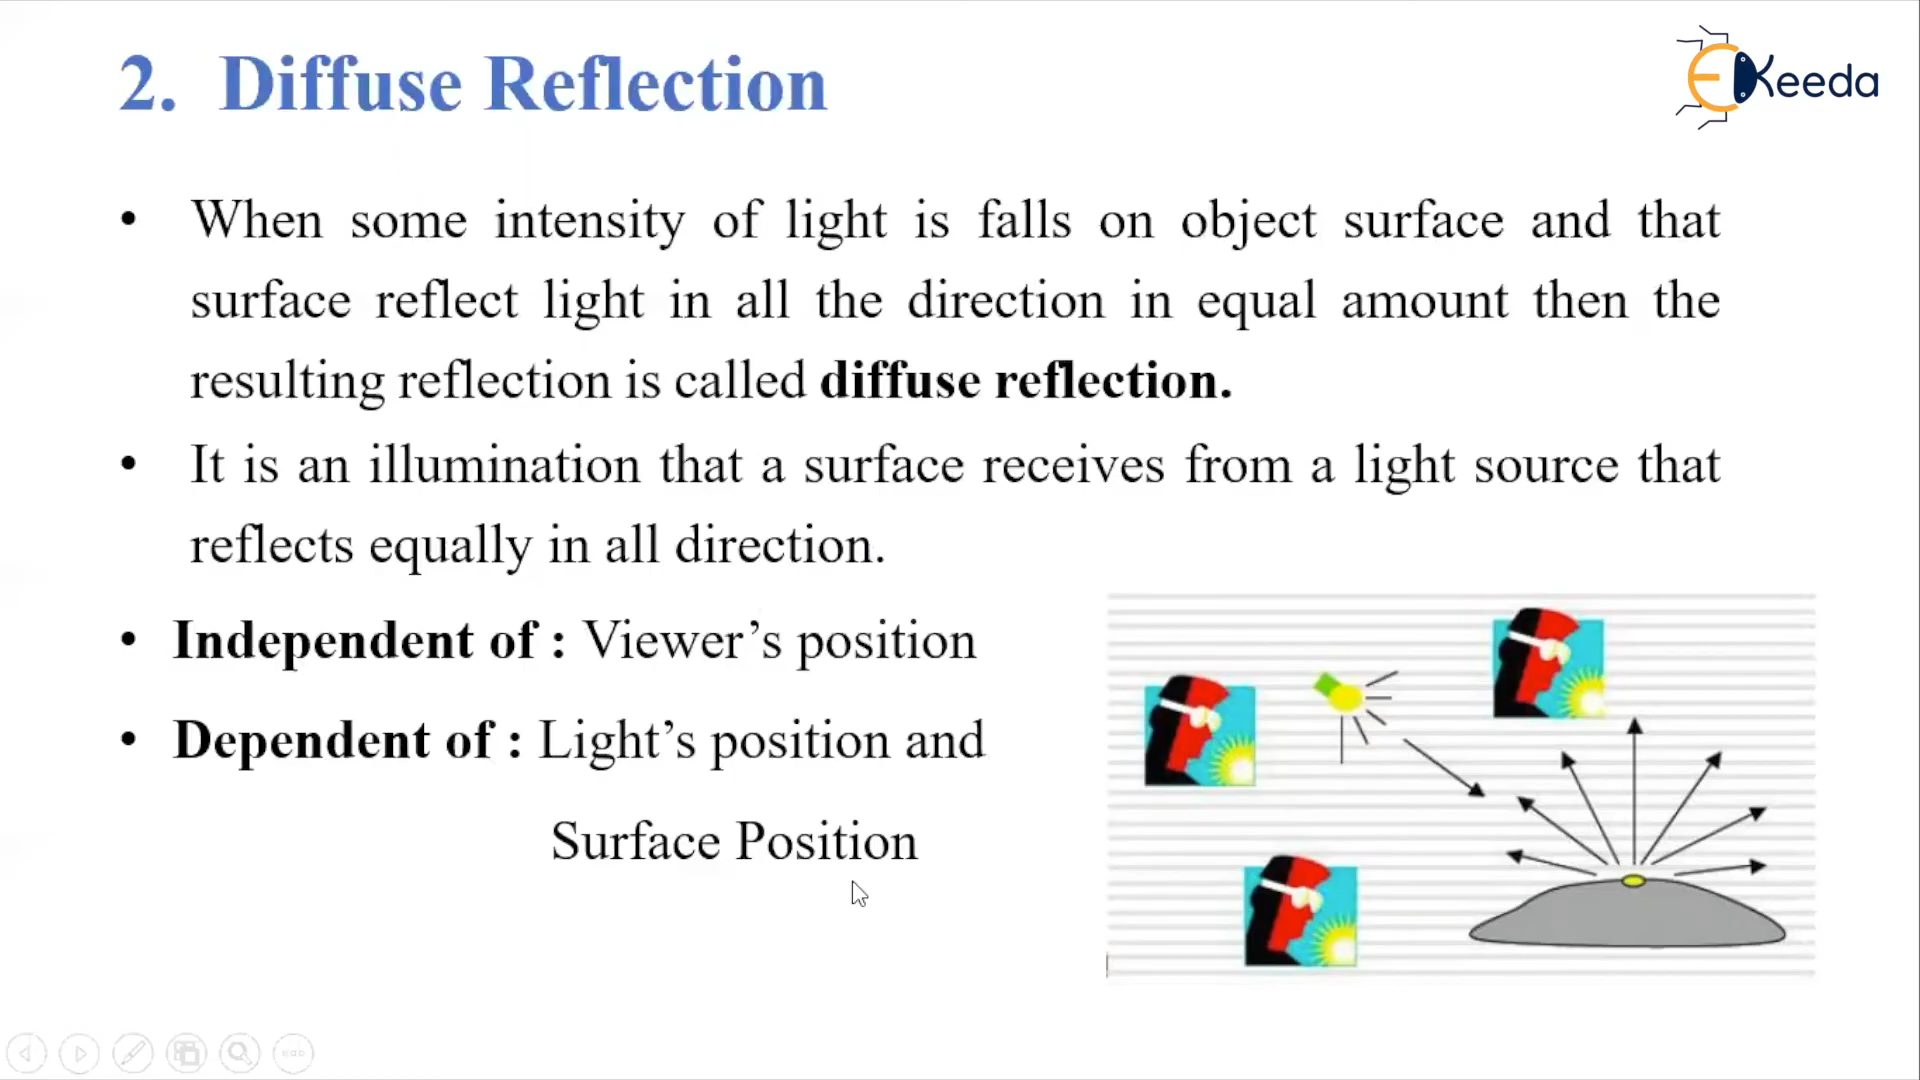 2. Diffuse Reflection
EKeeda
• When some intensity of light is falls on object surface and that
surface reflect light in all the direction in equal amount then the
resulting reflection is called diffuse reflection.
• It is an illumination that a surface receives from a light source that
reflects equally in all direction.
• Independent of : Viewer’s position
• Dependent of : Light’s position and
Surface Position